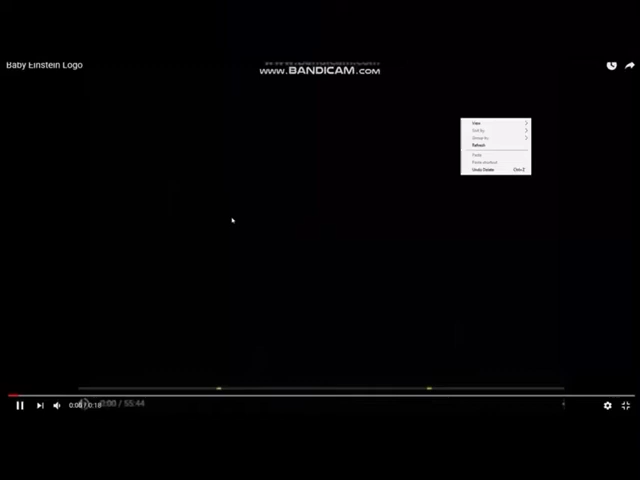 Baby Einstein Logo
www.BANDICAM.com
View
Sort by
Group by
Refresh
Paste
Paste shortcut
Undo Delete Ctrl+Z
0:00 / 0:18
0:00 / 55:44